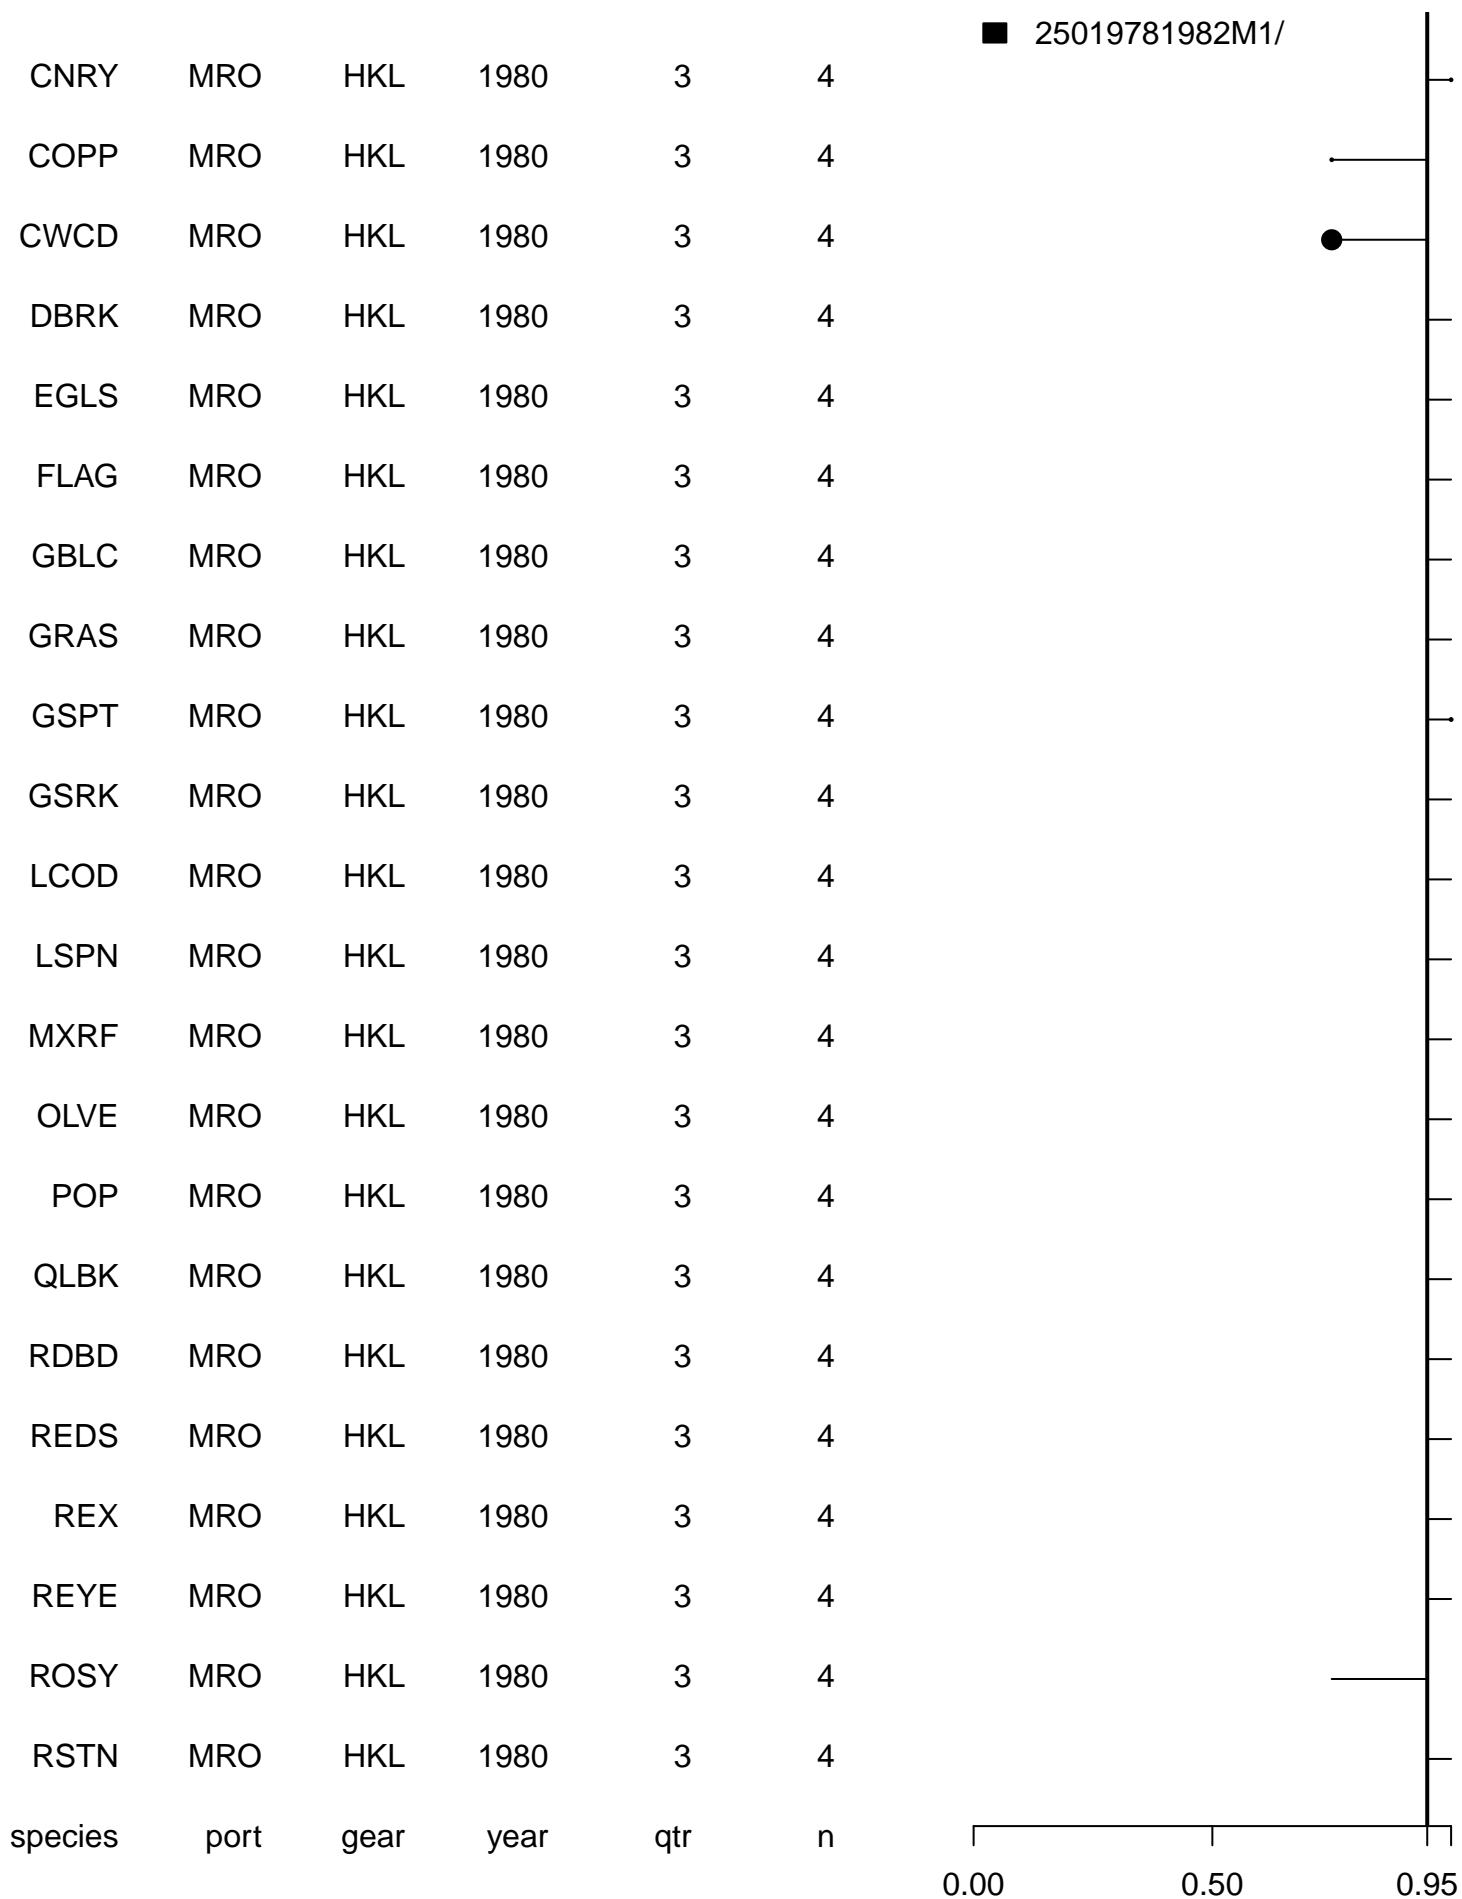 25019781982M1/
CNRY MRO HKL 1980 3 4
COPP MRO HKL 1980 3 4
CWCD MRO HKL 1980 3 4
DBRK MRO HKL 1980 3 4
EGLS MRO HKL 1980 3 4
FLAG MRO HKL 1980 3 4
GBLC MRO HKL 1980 3 4
GRAS MRO HKL 1980 3 4
GSPT MRO HKL 1980 3 4
GSRK MRO HKL 1980 3 4
LCOD MRO HKL 1980 3 4
LSPN MRO HKL 1980 3 4
MXRF MRO HKL 1980 3 4
OLVE MRO HKL 1980 3 4
POP MRO HKL 1980 3 4
QLBK MRO HKL 1980 3 4
RDBD MRO HKL 1980 3 4
REDS MRO HKL 1980 3 4
REX MRO HKL 1980 3 4
REYE MRO HKL 1980 3 4
ROSY MRO HKL 1980 3 4
RSTN MRO HKL 1980 3 4
species port gear year qtr n
0.00 0.50 0.95